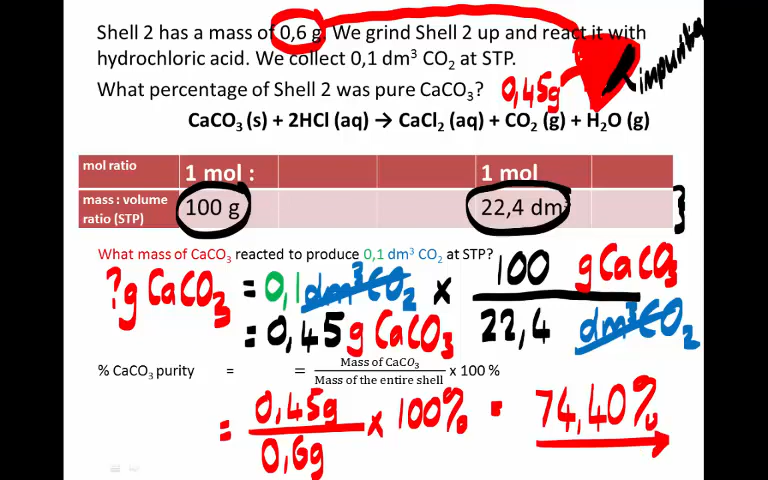 Shell 2 has a mass of 0,6 g. We grind Shell 2 up and react it with
hydrochloric acid. We collect 0,1 dm³ CO₂ at STP.
impurity
What percentage of Shell 2 was pure CaCO₃? 0,45g
CaCO₃ (s) + 2HCl (aq) → CaCl₂ (aq) + CO₂ (g) + H₂O (g)
mol ratio 1 mol : 1 mol
mass : volume ratio (STP) 100 g 22,4 dm³
What mass of CaCO₃ reacted to produce 0,1 dm³ CO₂ at STP?
?g CaCO₃ = 0,1 dm³CO₂ x 100 g CaCO₃
22,4 dm³CO₂
= 0,45 g CaCO₃
% CaCO₃ purity = = Mass of CaCO₃ / Mass of the entire shell x 100 %
= 0,45g / 0,6g x 100% = 74,40%